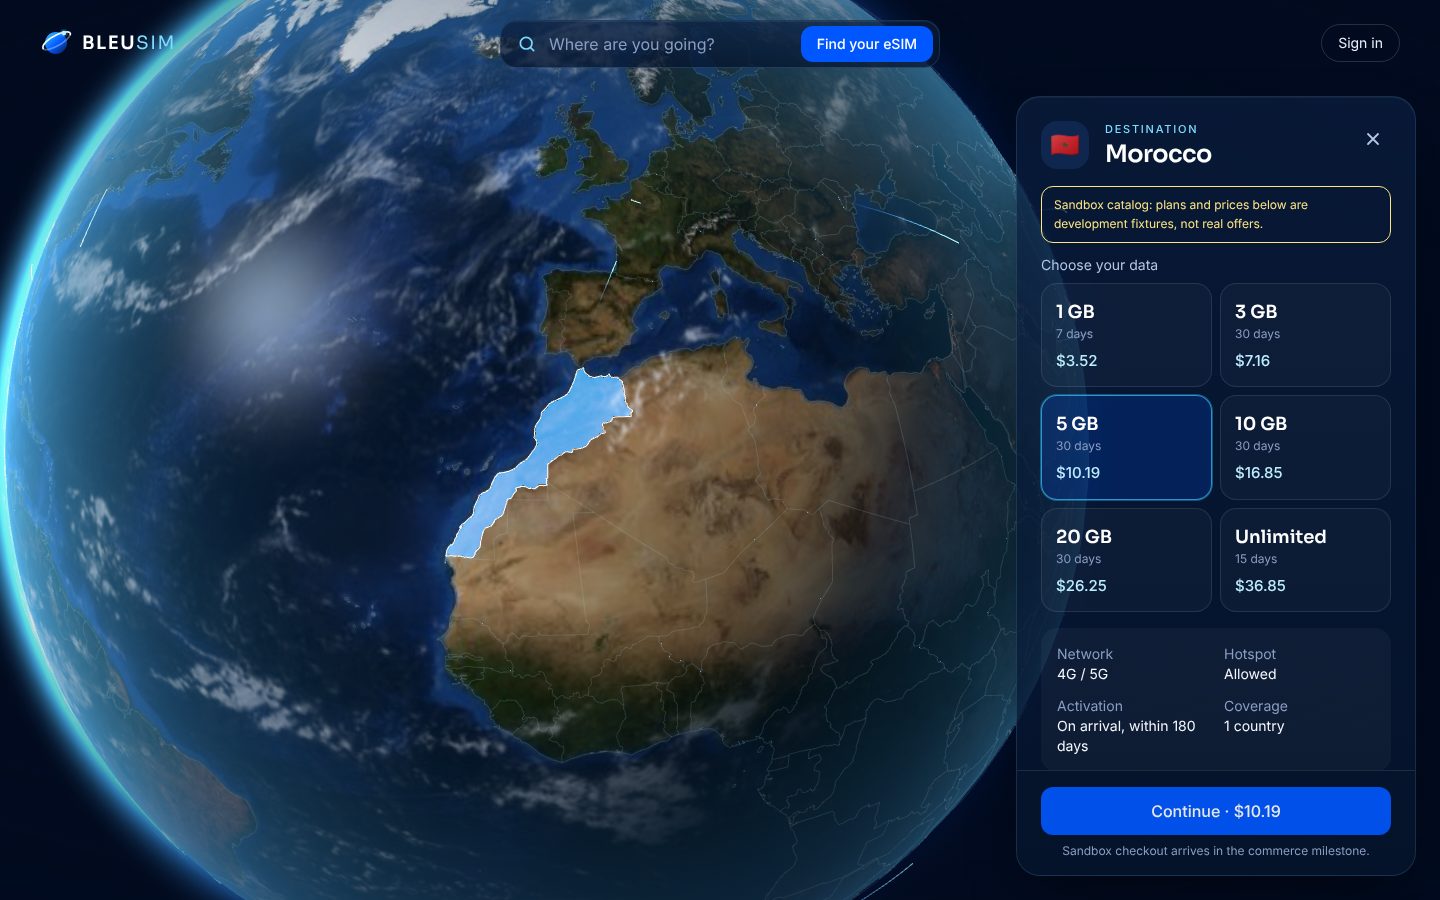 BLEUSIM
Where are you going?
Find your eSIM
Sign in
DESTINATION
Morocco
Sandbox catalog: plans and prices below are
development fixtures, not real offers.
Choose your data
1 GB
7 days
$3.52
3 GB
30 days
$7.16
5 GB
30 days
$10.19
10 GB
30 days
$16.85
20 GB
30 days
$26.25
Unlimited
15 days
$36.85
Network
4G / 5G
Hotspot
Allowed
Activation
On arrival, within 180
days
Coverage
1 country
Continue · $10.19
Sandbox checkout arrives in the commerce milestone.